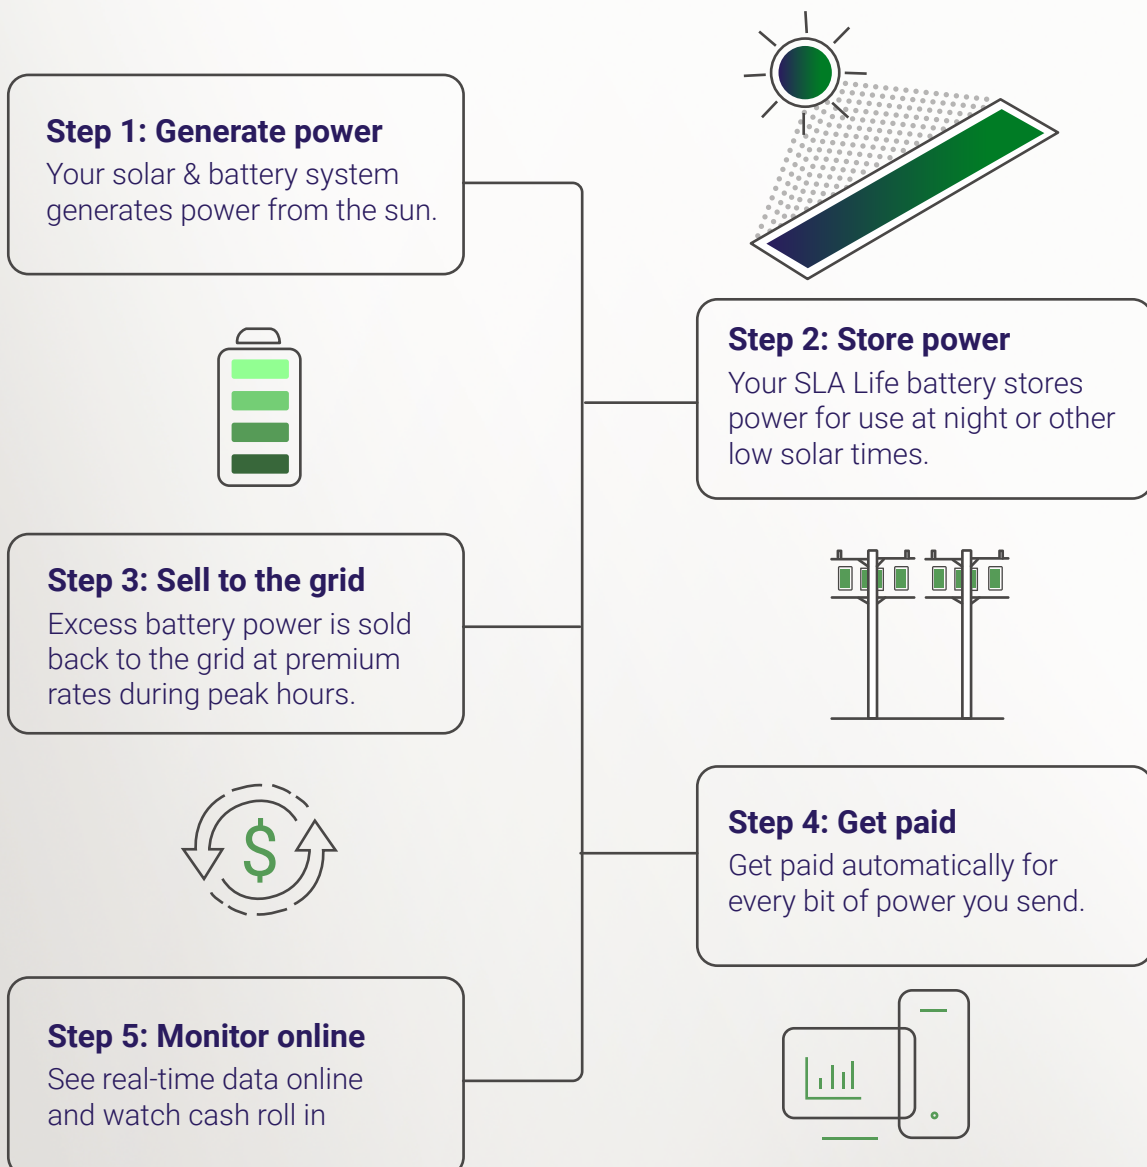 Step 1: Generate power
Your solar & battery system
generates power from the sun.
Step 2: Store power
Your SLA Life battery stores
power for use at night or other
low solar times.
Step 3: Sell to the grid
Excess battery power is sold
back to the grid at premium
rates during peak hours.
$
Step 4: Get paid
Get paid automatically for
every bit of power you send.
Step 5: Monitor online
See real-time data online
and watch cash roll in